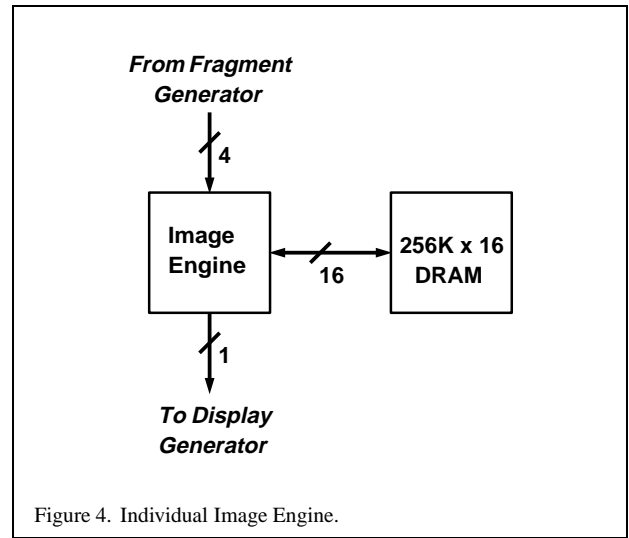 From Fragment
Generator
4
Image
Engine
16
256K x 16
DRAM
1
To Display
Generator
Figure 4. Individual Image Engine.